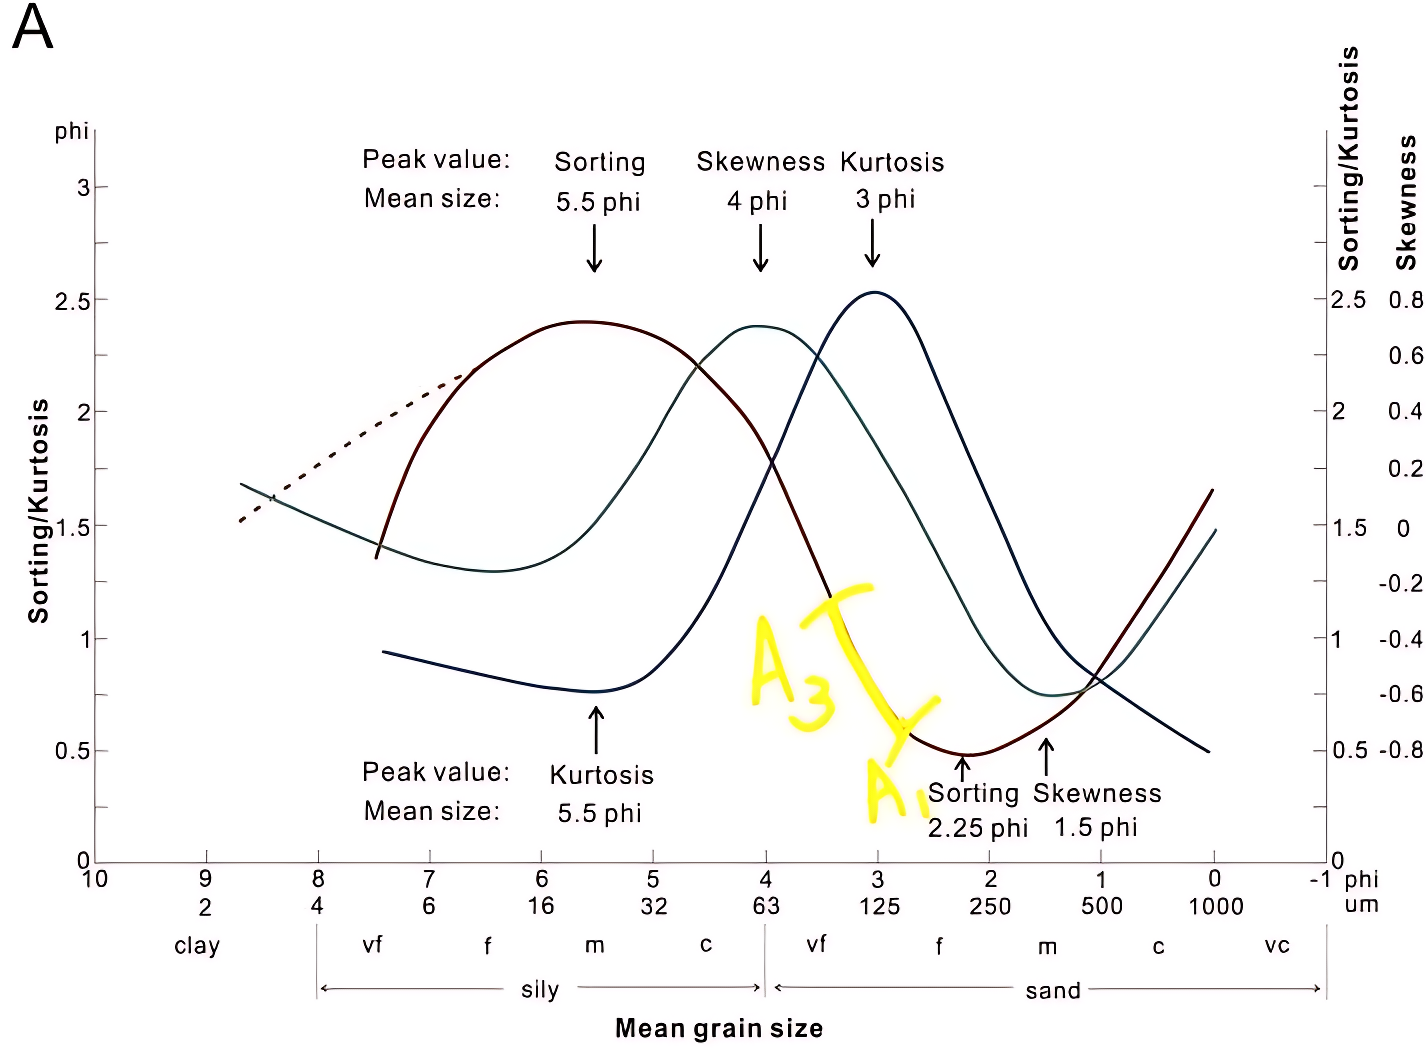 A
phi
Peak value: Sorting Skewness Kurtosis
Mean size: 5.5 phi 4 phi 3 phi
3
2.5
2
1.5
1
0.5
0
Sorting/Kurtosis
Sorting/Kurtosis
2.5
2
1.5
1
0.5
0
Skewness
0.8
0.6
0.4
0.2
0
-0.2
-0.4
-0.6
-0.8
A3
A1
Peak value: Kurtosis
Mean size: 5.5 phi
Sorting Skewness
2.25 phi 1.5 phi
10 9 8 7 6 5 4 3 2 1 0 -1 phi
2 4 6 16 32 63 125 250 500 1000 um
clay vf f m c vf f m c vc
sily sand
Mean grain size